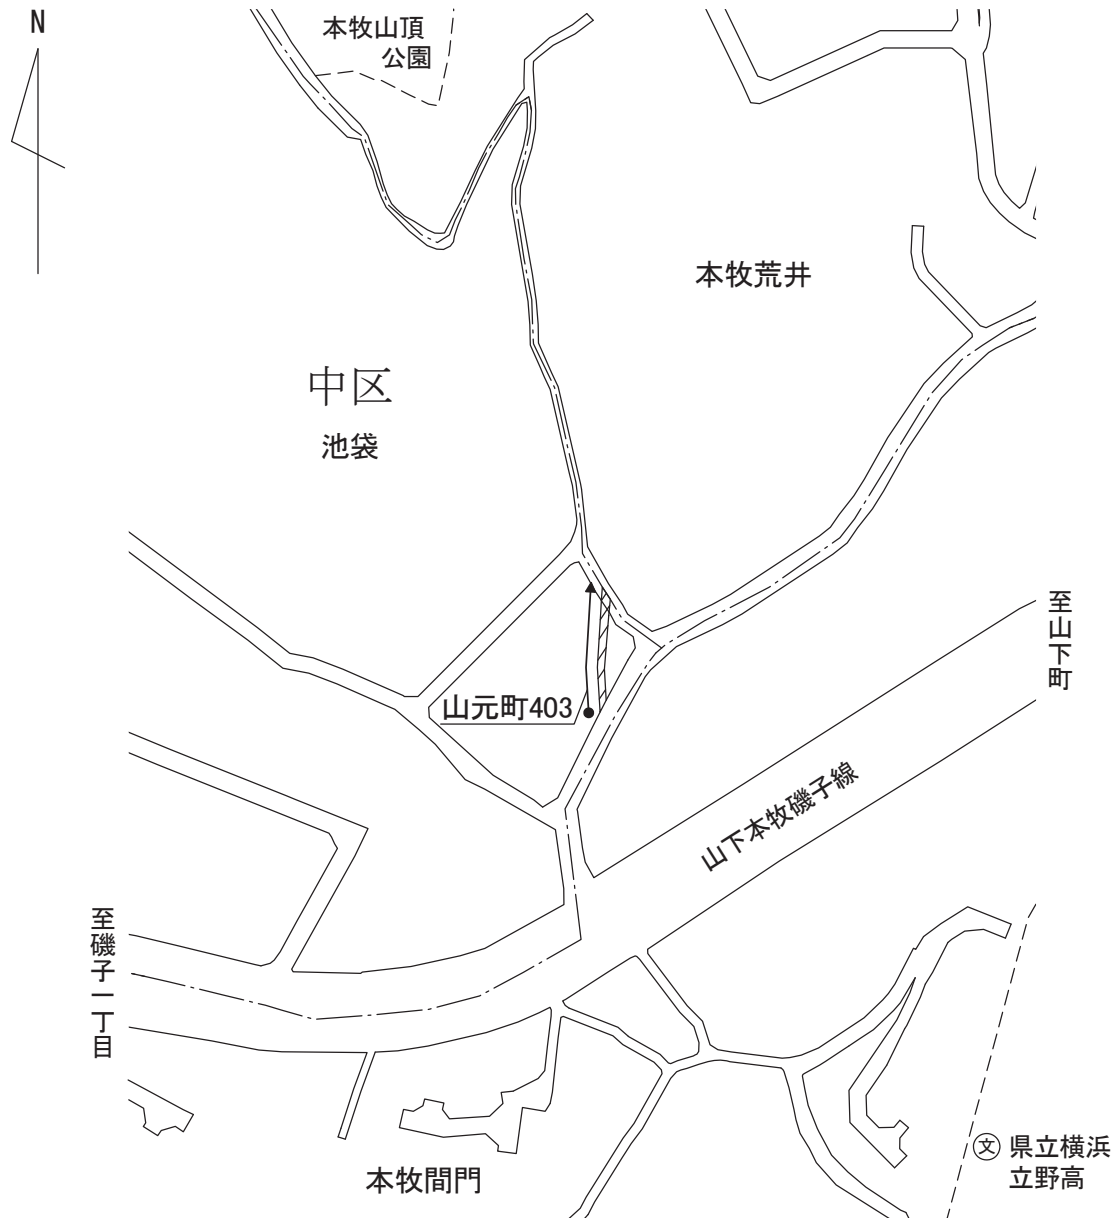 N
本牧山頂
公園
本牧荒井
中区
池袋
至山下町
山元町403
山下本牧磯子線
至磯子一丁目
文 県立横浜
立野高
本牧間門